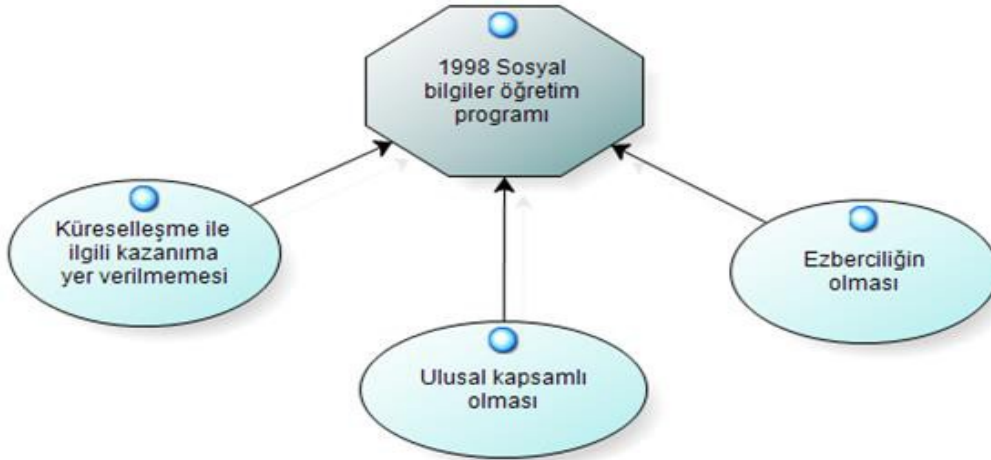 1998 Sosyal
bilgiler öğretim
programı
Küreselleşme ile
ilgili kazanıma
yer verilmemesi
Ulusal kapsamlı
olması
Ezberciliğin
olması